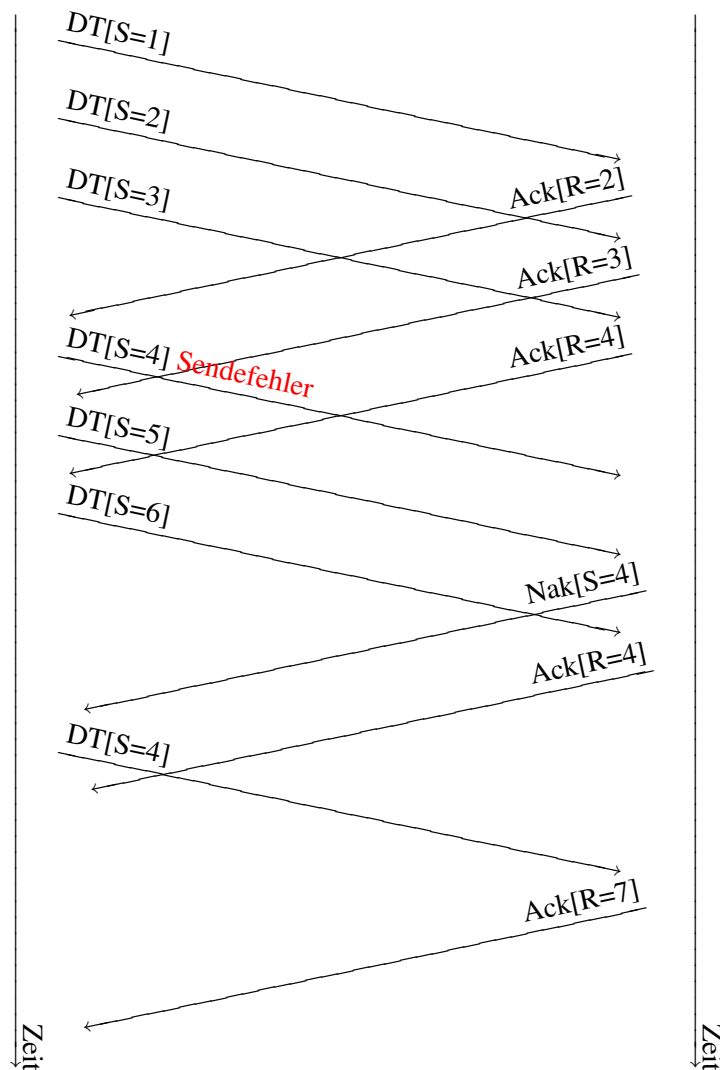 DT[S=1]
DT[S=2]
DT[S=3]
Ack[R=2]
Ack[R=3]
DT[S=4] Sendefehler
Ack[R=4]
DT[S=5]
DT[S=6]
Nak[S=4]
Ack[R=4]
DT[S=4]
Ack[R=7]
Zeit
Zeit